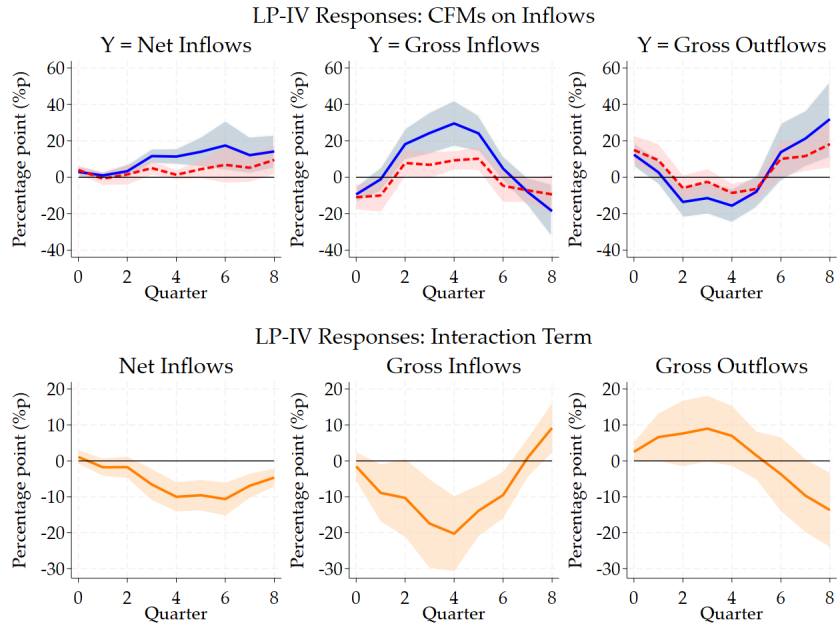 LP-IV Responses: CFMs on Inflows
Y = Net Inflows
Y = Gross Inflows
Y = Gross Outflows
Percentage point (%p)
60
40
20
0
-20
-40
0 2 4 6 8
Quarter
Percentage point (%p)
60
40
20
0
-20
-40
0 2 4 6 8
Quarter
Percentage point (%p)
60
40
20
0
-20
-40
0 2 4 6 8
Quarter
LP-IV Responses: Interaction Term
Net Inflows
Gross Inflows
Gross Outflows
Percentage point (%p)
20
10
0
-10
-20
-30
0 2 4 6 8
Quarter
Percentage point (%p)
20
10
0
-10
-20
-30
0 2 4 6 8
Quarter
Percentage point (%p)
20
10
0
-10
-20
-30
0 2 4 6 8
Quarter